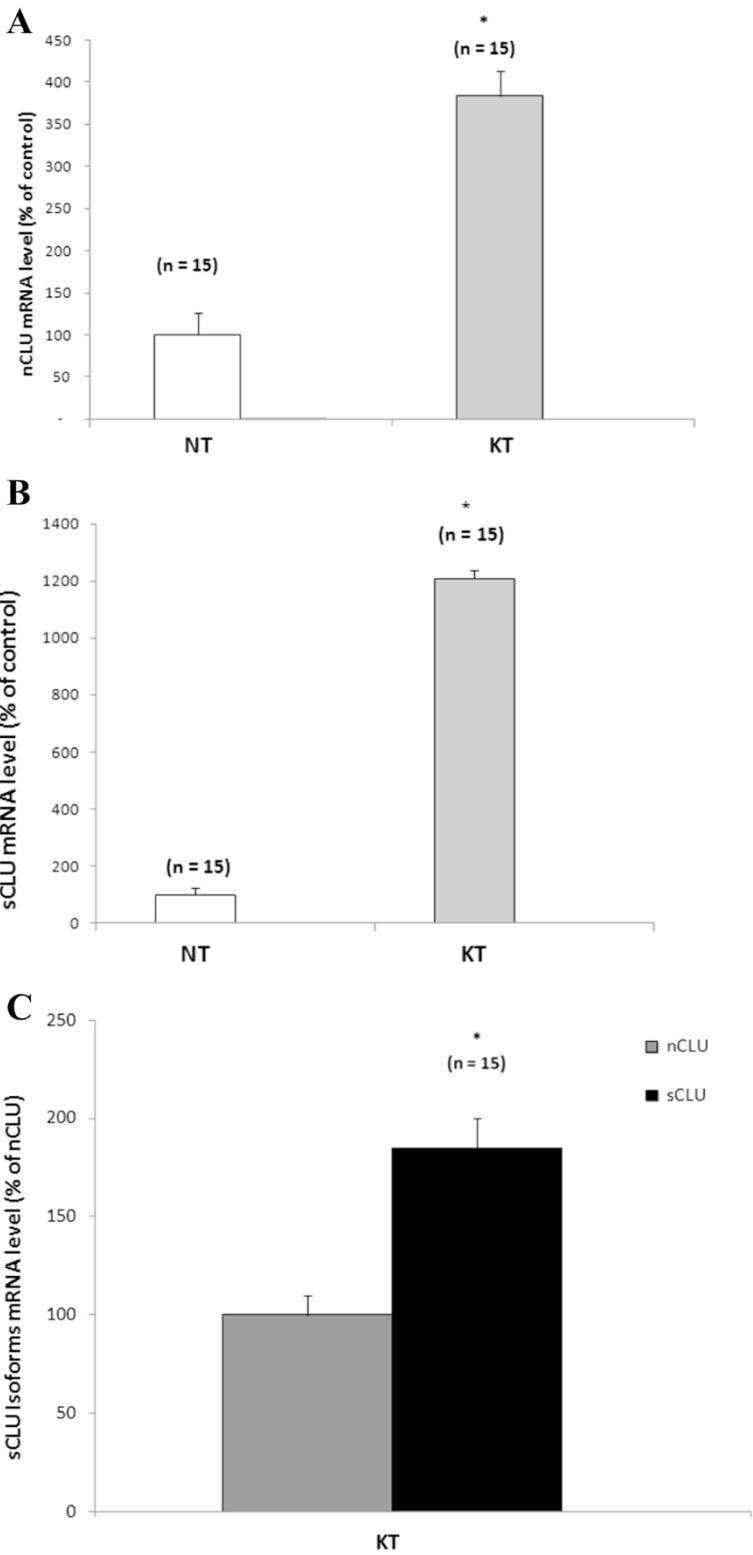 A
nCLU mRNA level (% of control)
450
400
350
300
250
200
150
100
50
-
(n = 15)
*
(n = 15)
NT
KT
B
sCLU mRNA level (% of control)
1400
1200
1000
800
600
400
200
0
(n = 15)
*
(n = 15)
NT
KT
C
sCLU Isoforms mRNA level (% of nCLU)
250
200
150
100
50
0
*
(n = 15)
nCLU
sCLU
KT